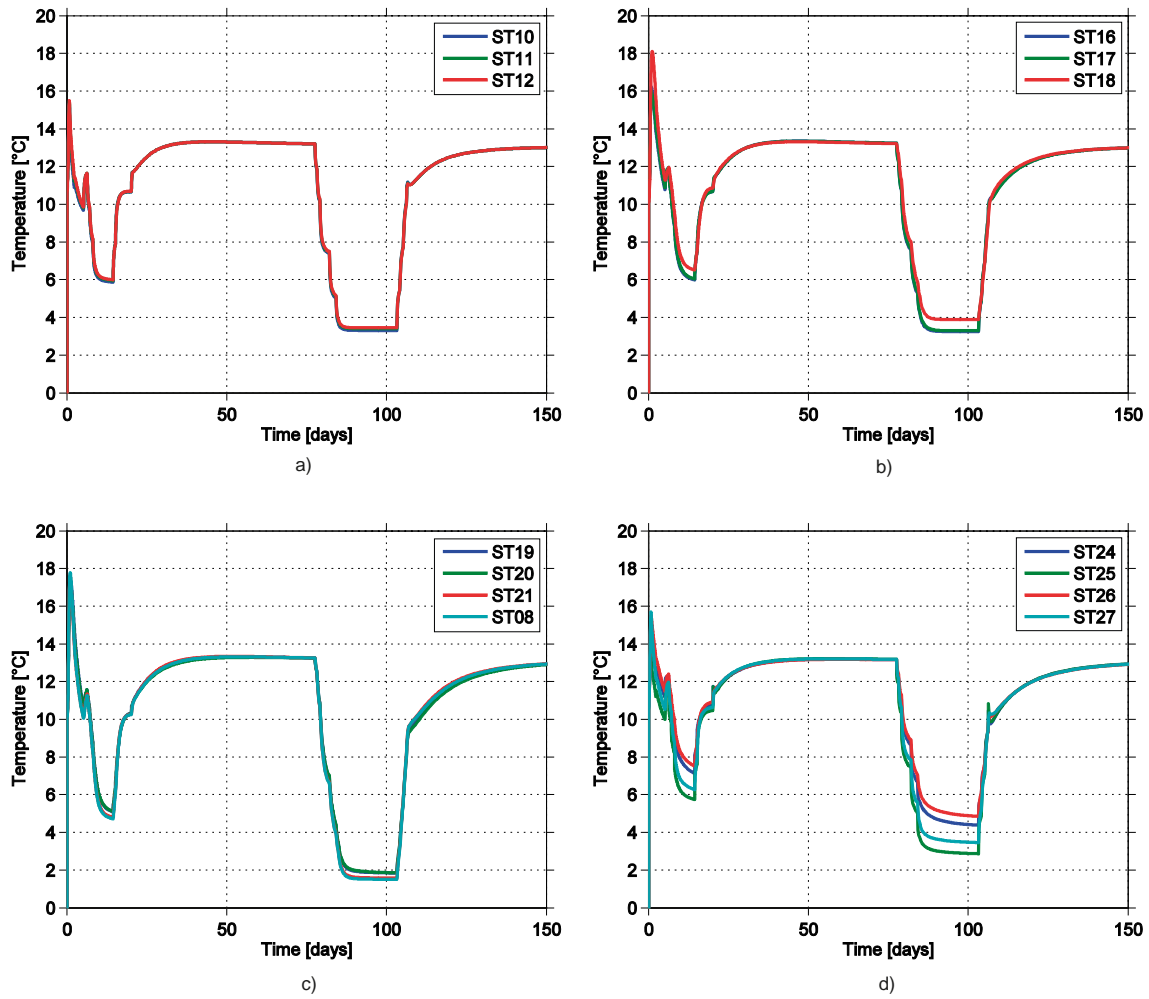 20
18
16
14
12
10
8
6
4
2
0
Temperature [°C]
ST10
ST11
ST12
0
50
100
150
Time [days]
a)
20
18
16
14
12
10
8
6
4
2
0
Temperature [°C]
ST16
ST17
ST18
0
50
100
150
Time [days]
b)
20
18
16
14
12
10
8
6
4
2
0
Temperature [°C]
ST19
ST20
ST21
ST08
0
50
100
150
Time [days]
c)
20
18
16
14
12
10
8
6
4
2
0
Temperature [°C]
ST24
ST25
ST26
ST27
0
50
100
150
Time [days]
d)